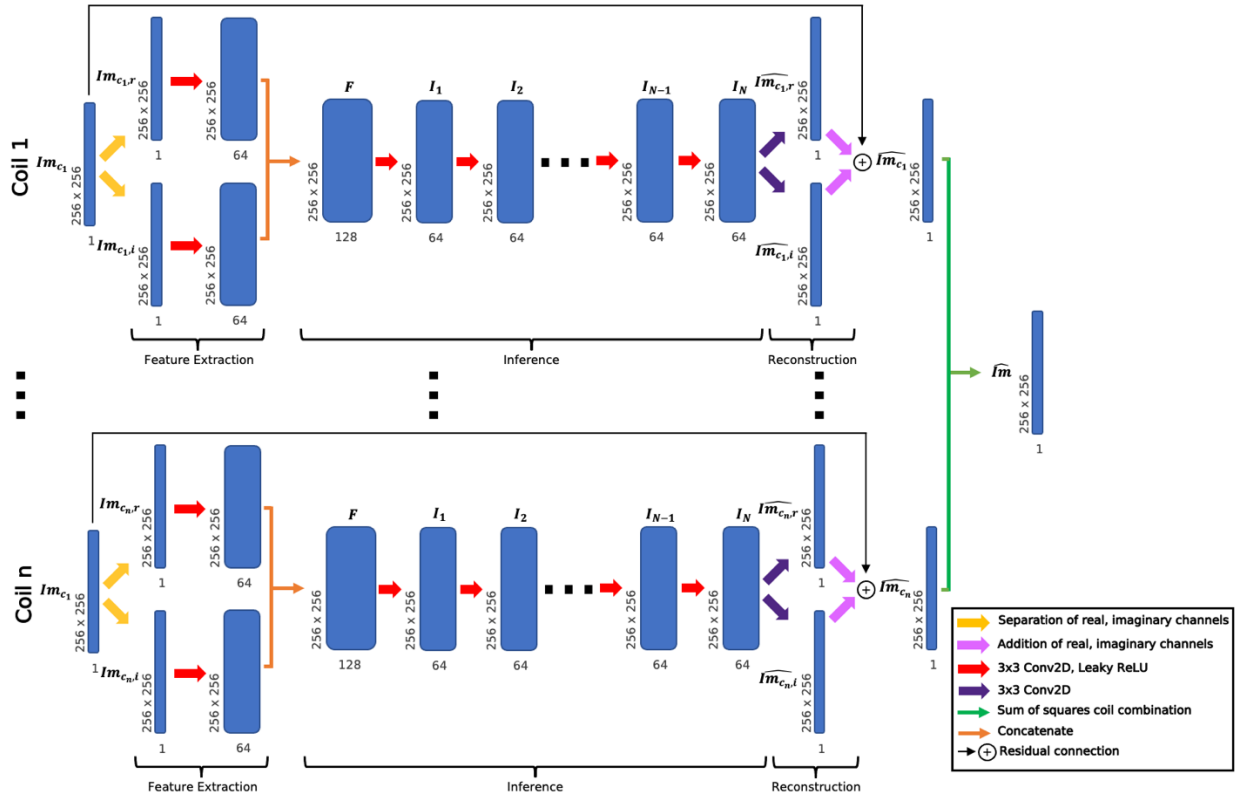 Coil 1
$Im_{c_1}$
256 x 256
1
$Im_{c_1,r}$
256 x 256
1
256 x 256
64
$Im_{c_1,i}$
256 x 256
1
256 x 256
64
F
256 x 256
128
$I_1$
256 x 256
64
$I_2$
256 x 256
64
$I_{N-1}$
256 x 256
64
$I_N$
256 x 256
64
$\widehat{Im_{c_1,r}}$
256 x 256
1
$\widehat{Im_{c_1,i}}$
256 x 256
1
+
$\widehat{Im_{c_1}}$
256 x 256
1
Feature Extraction
Inference
Reconstruction
$\widehat{Im}$
256 x 256
1
Coil n
$Im_{c_1}$
256 x 256
1
$Im_{c_n,r}$
256 x 256
1
256 x 256
64
$Im_{c_n,i}$
256 x 256
1
256 x 256
64
F
256 x 256
128
$I_1$
256 x 256
64
$I_2$
256 x 256
64
$I_{N-1}$
256 x 256
64
$I_N$
256 x 256
64
$\widehat{Im_{c_n,r}}$
256 x 256
1
$\widehat{Im_{c_n,i}}$
256 x 256
1
+
$\widehat{Im_{c_n}}$
256 x 256
1
Feature Extraction
Inference
Reconstruction
Separation of real, imaginary channels
Addition of real, imaginary channels
3x3 Conv2D, Leaky ReLU
3x3 Conv2D
Sum of squares coil combination
Concatenate
+ Residual connection